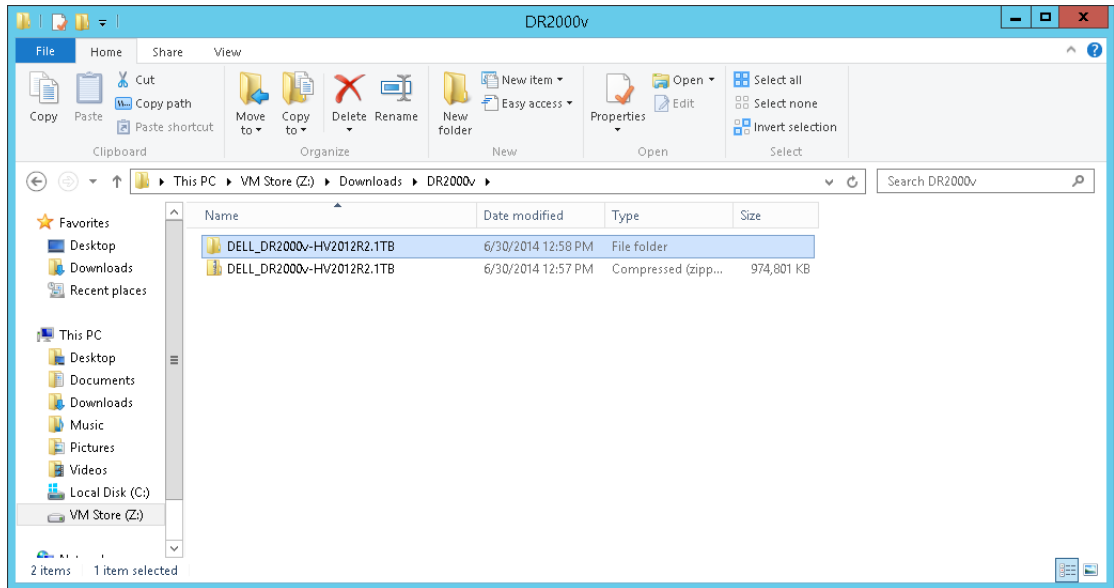 DR2000v
File Home Share View
Copy
Paste
Cut
Copy path
Paste shortcut
Clipboard
Move to
Copy to
Delete
Rename
Organize
New folder
New item
Easy access
New
Properties
Open
Edit
Open
Select all
Select none
Invert selection
Select
This PC VM Store (Z:) Downloads DR2000v
Search DR2000v
Name Date modified Type Size
DELL_DR2000v-HV2012R2.1TB 6/30/2014 12:58 PM File folder
DELL_DR2000v-HV2012R2.1TB 6/30/2014 12:57 PM Compressed (zipp... 974,801 KB
Favorites
Desktop
Downloads
Recent places
This PC
Desktop
Documents
Downloads
Music
Pictures
Videos
Local Disk (C:)
VM Store (Z:)
2 items 1 item selected